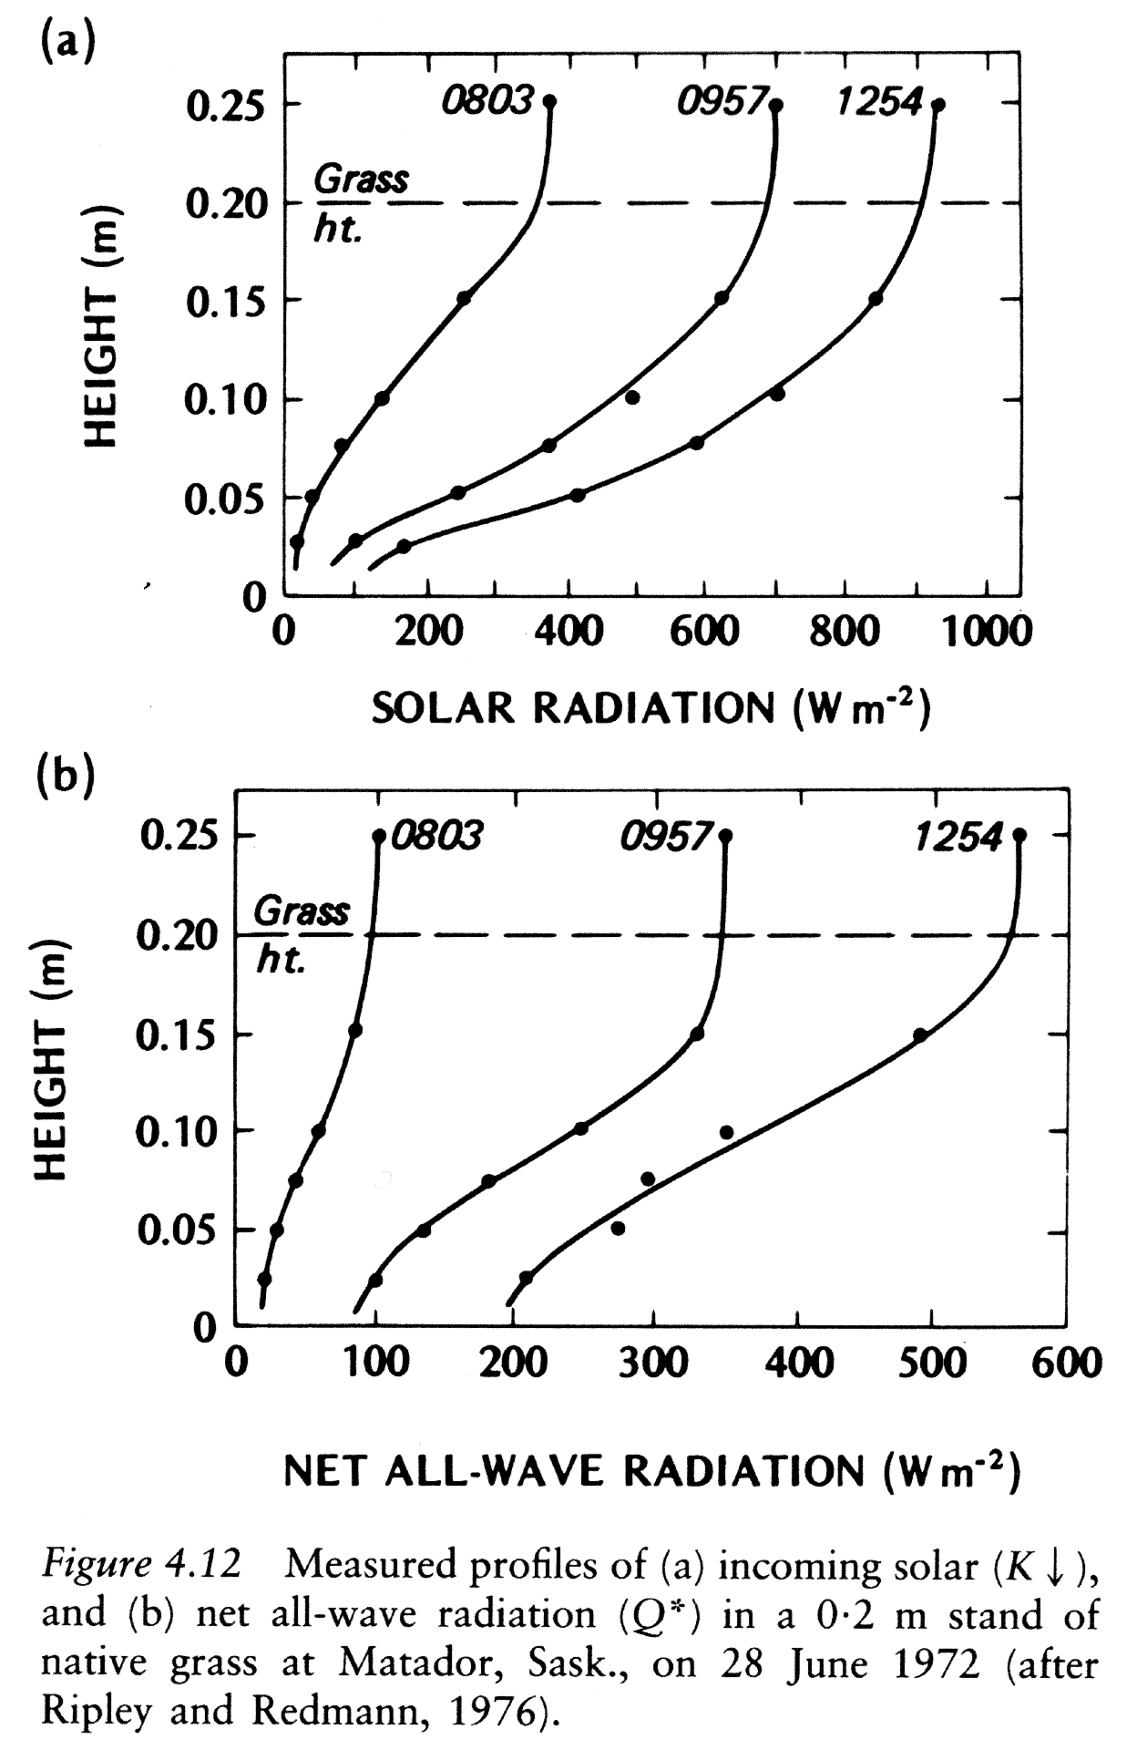 (a)
0803 0957 1254
0.25
Grass
0.20
ht.
0.15
0.10
0.05
0
0 200 400 600 800 1000
HEIGHT (m)
SOLAR RADIATION (W m⁻²)
(b)
0803 0957 1254
0.25
Grass
0.20
ht.
0.15
0.10
0.05
0
0 100 200 300 400 500 600
HEIGHT (m)
NET ALL-WAVE RADIATION (W m⁻²)
Figure 4.12 Measured profiles of (a) incoming solar (K↓),
and (b) net all-wave radiation (Q*) in a 0·2 m stand of
native grass at Matador, Sask., on 28 June 1972 (after
Ripley and Redmann, 1976).